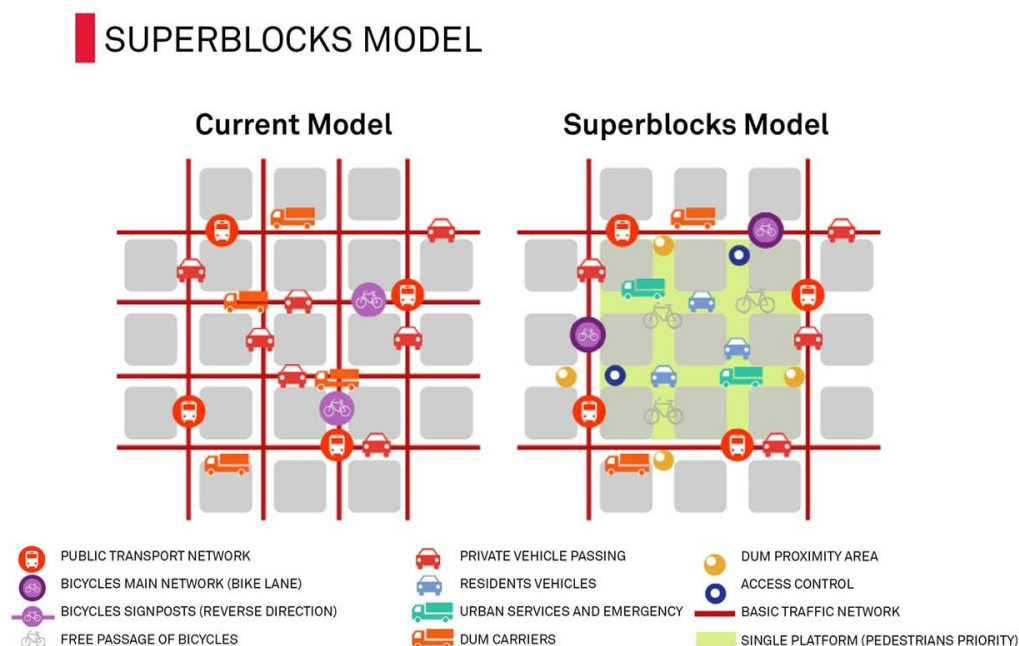 SUPERBLOCKS MODEL
Current Model
Superblocks Model
PUBLIC TRANSPORT NETWORK
BICYCLES MAIN NETWORK (BIKE LANE)
BICYCLES SIGNPOSTS (REVERSE DIRECTION)
FREE PASSAGE OF BICYCLES
PRIVATE VEHICLE PASSING
RESIDENTS VEHICLES
URBAN SERVICES AND EMERGENCY
DUM CARRIERS
DUM PROXIMITY AREA
ACCESS CONTROL
BASIC TRAFFIC NETWORK
SINGLE PLATFORM (PEDESTRIANS PRIORITY)